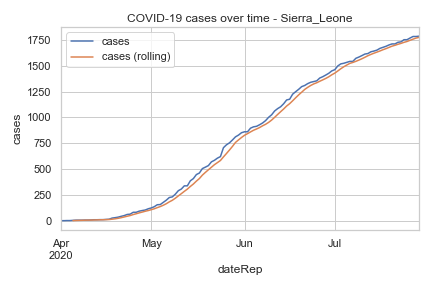 COVID-19 cases over time - Sierra_Leone
cases
cases (rolling)
1750
1500
1250
1000
750
500
250
0
cases
Apr
2020
May
Jun
Jul
dateRep